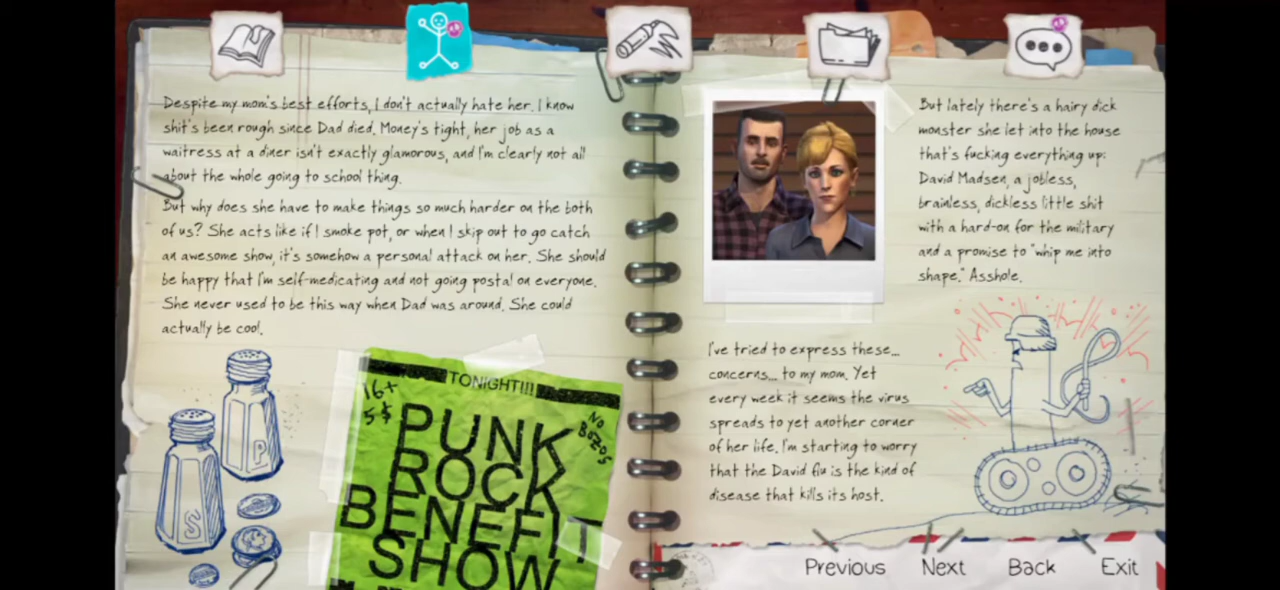 Despite my mom's best efforts, I don't actually hate her. I know
shit's been rough since Dad died. Money's tight, her job as a
waitress at a diner isn't exactly glamorous, and I'm clearly not all
about the whole going to school thing.
But why does she have to make things so much harder on the both
of us? She acts like if I smoke pot, or when I skip out to go catch
an awesome show, it's somehow a personal attack on her. She should
be happy that I'm self-medicating and not going postal on everyone.
She never used to be this way when Dad was around. She could
actually be cool.
P
S
TONIGHT!!!
16+
5$
NO
BOZOS
PUNK
ROCK
BENEFIT
SHOW
But lately there's a hairy dick
monster she let into the house
that's fucking everything up:
David Madsen, a jobless,
brainless, dickless little shit
with a hard-on for the military
and a promise to "whip me into
shape." Asshole.
I've tried to express these...
concerns... to my mom. Yet
every week it seems the virus
spreads to yet another corner
of her life. I'm starting to worry
that the David flu is the kind of
disease that kills its host.
Previous Next Back Exit